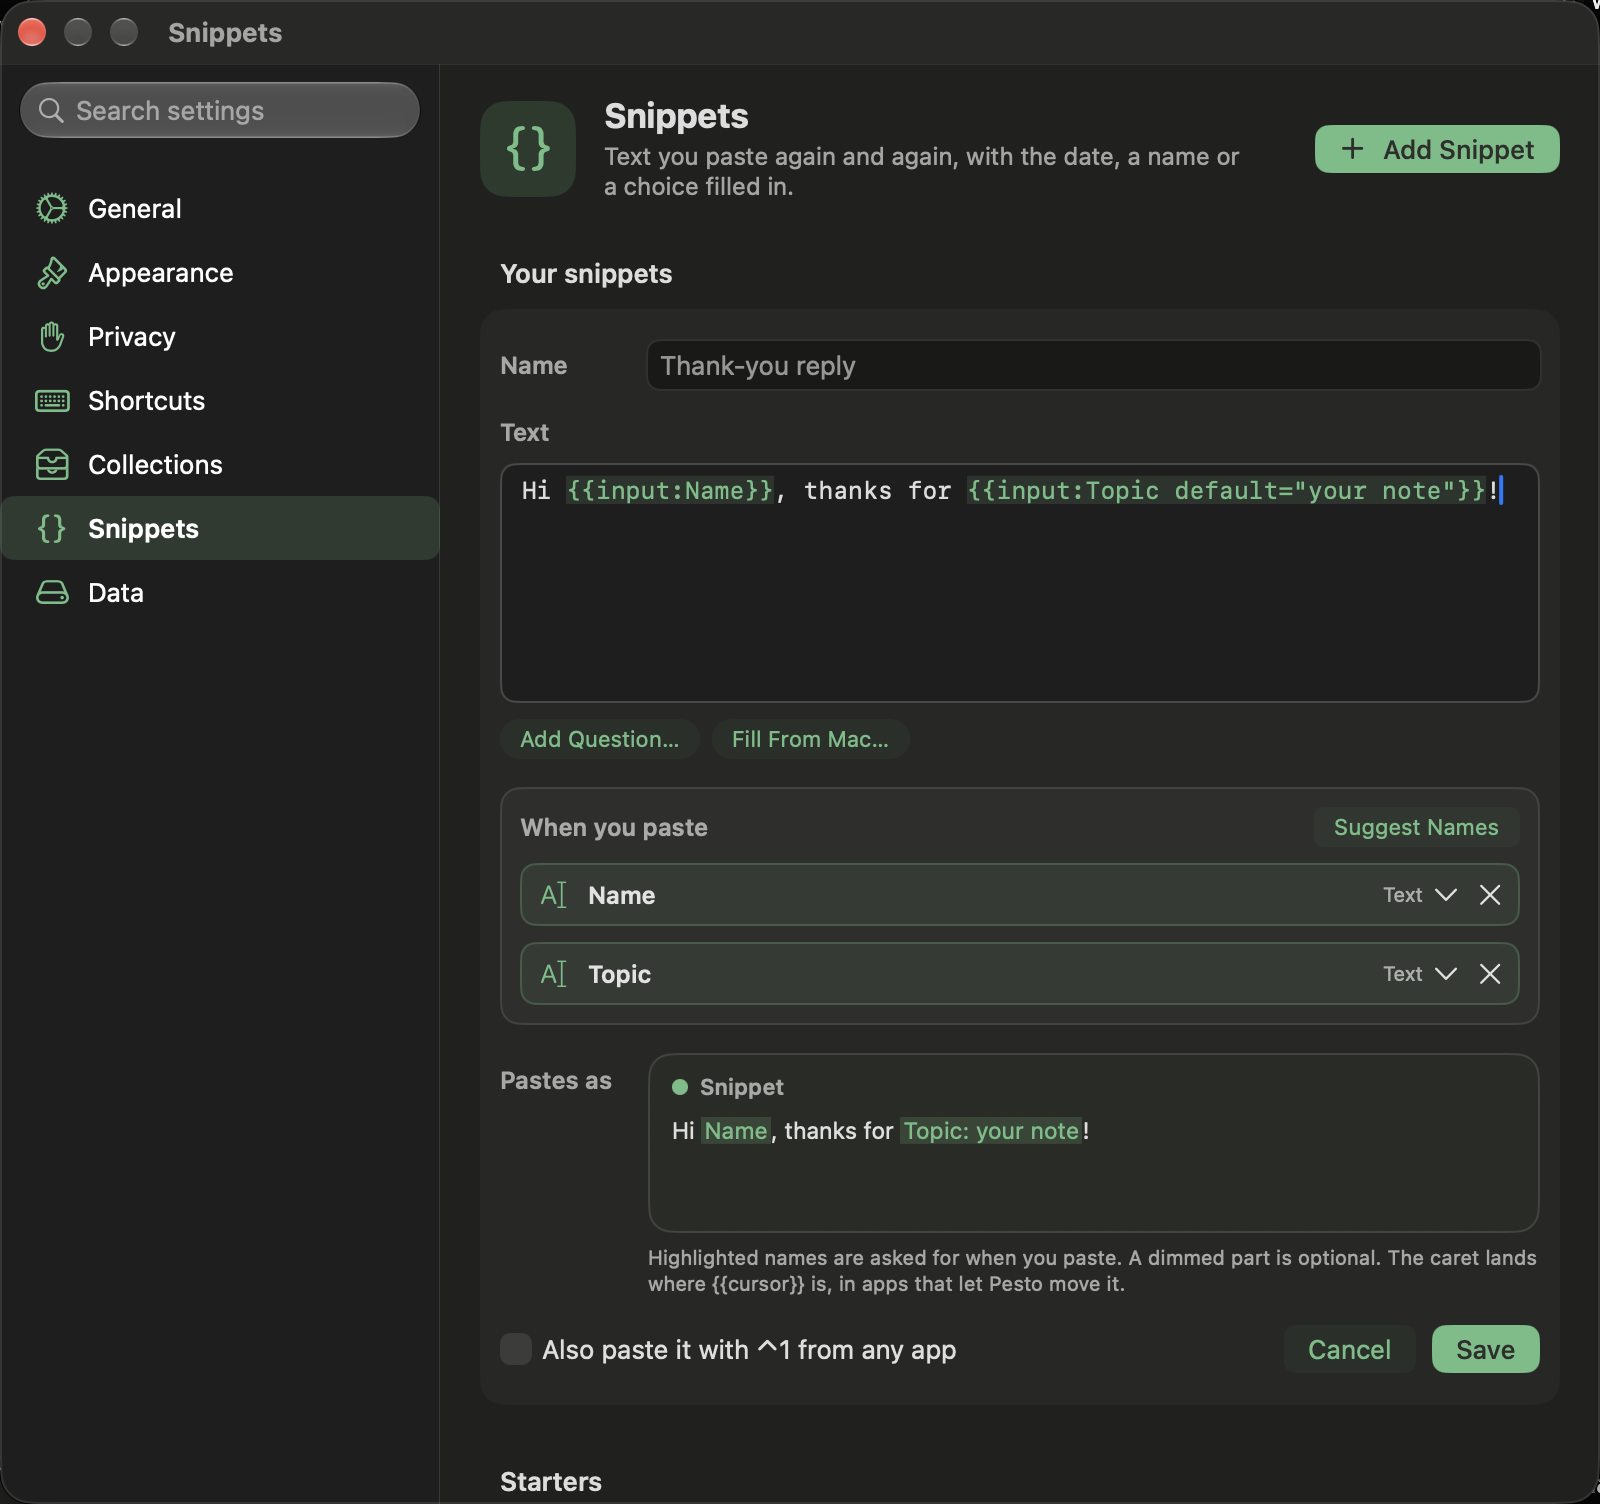 Snippets
Search settings
General
Appearance
Privacy
Shortcuts
Collections
Snippets
Data
Snippets
Text you paste again and again, with the date, a name or
a choice filled in.
Add Snippet
Your snippets
Name
Thank-you reply
Text
Hi {{input:Name}}, thanks for {{input:Topic default="your note"}}!
Add Question...
Fill From Mac...
When you paste
Suggest Names
Name
Text
Topic
Text
Pastes as
Snippet
Hi Name, thanks for Topic: your note!
Highlighted names are asked for when you paste. A dimmed part is optional. The caret lands
where {{cursor}} is, in apps that let Pesto move it.
Also paste it with ^1 from any app
Cancel
Save
Starters